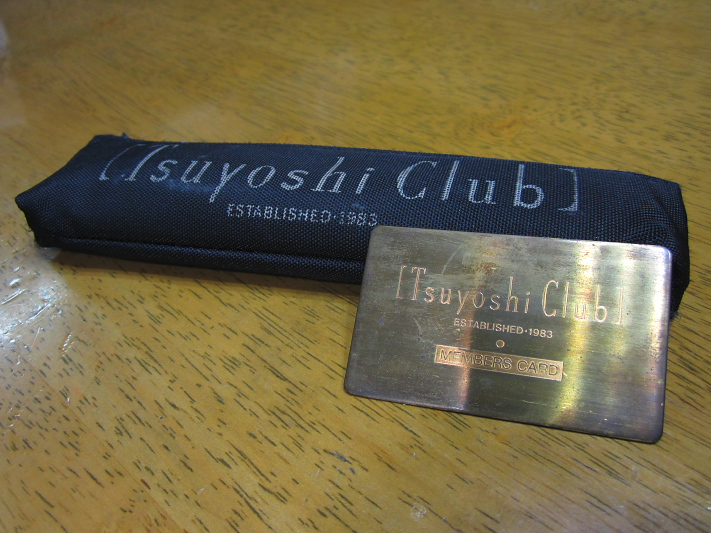 [Tsuyoshi Club]
ESTABLISHED・1983
[Tsuyoshi Club]
ESTABLISHED・1983
MEMBERS CARD